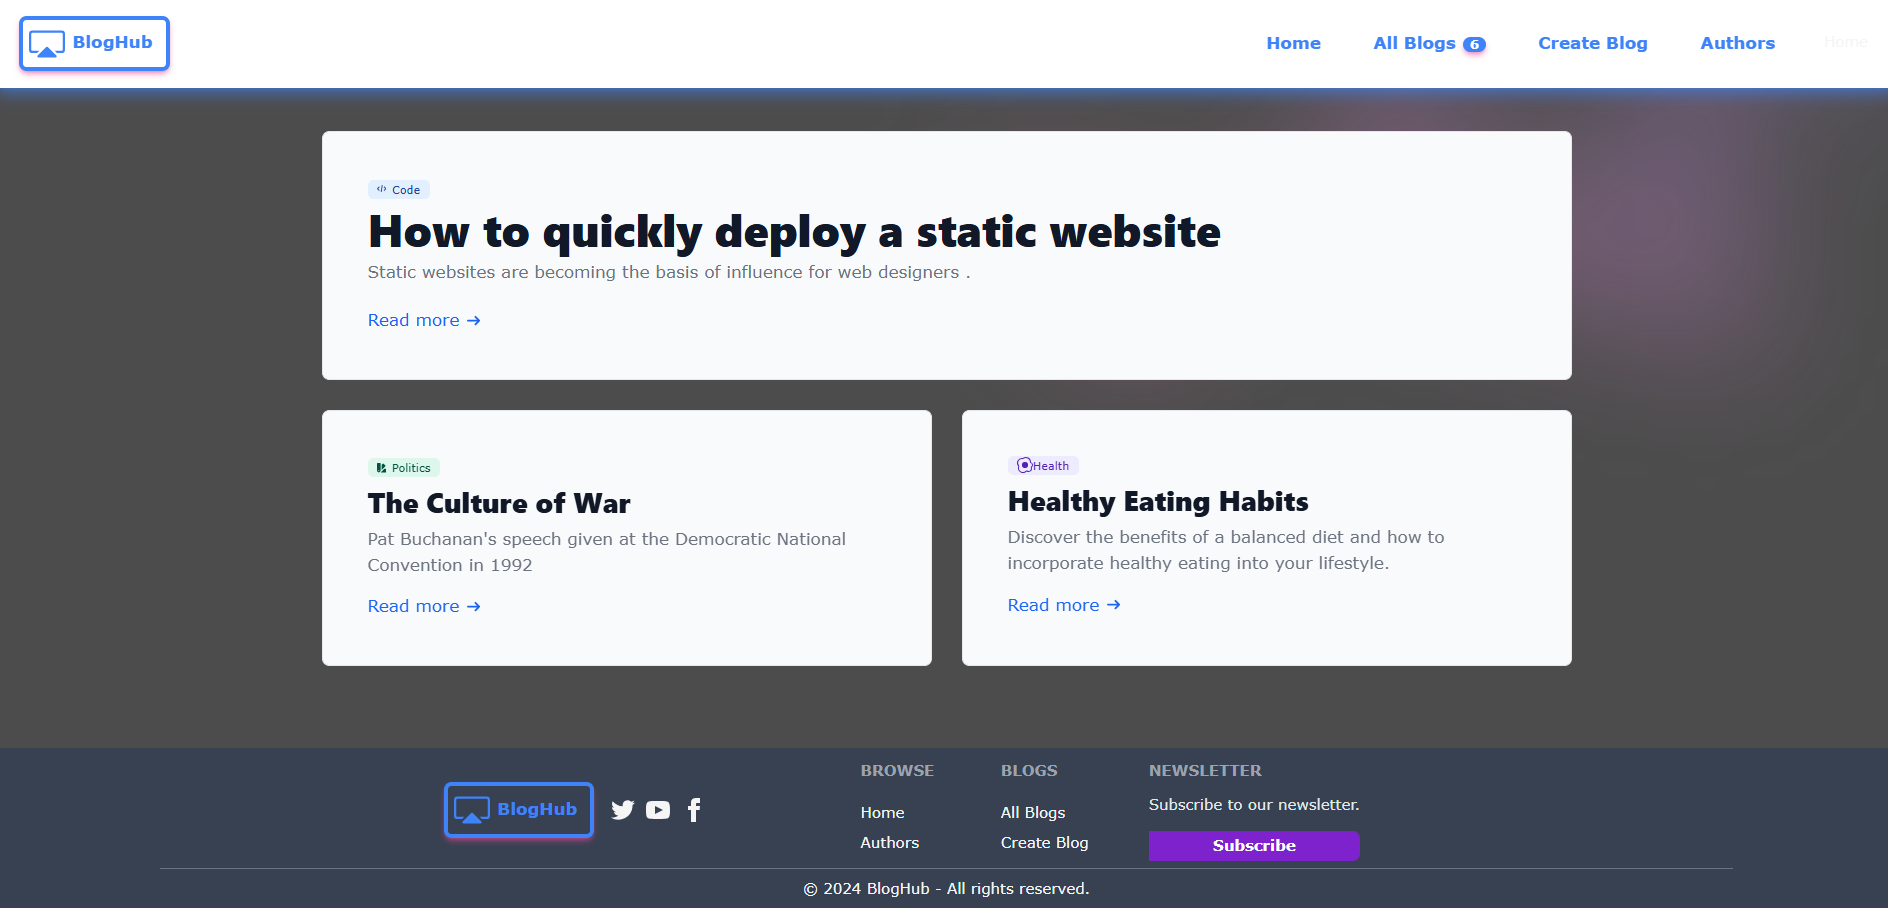 BlogHub
Home All Blogs 6 Create Blog Authors Home
Code
How to quickly deploy a static website
Static websites are becoming the basis of influence for web designers .
Read more →
Politics
The Culture of War
Pat Buchanan's speech given at the Democratic National
Convention in 1992
Read more →
Health
Healthy Eating Habits
Discover the benefits of a balanced diet and how to
incorporate healthy eating into your lifestyle.
Read more →
BlogHub
BROWSE
Home
Authors
BLOGS
All Blogs
Create Blog
NEWSLETTER
Subscribe to our newsletter.
Subscribe
© 2024 BlogHub - All rights reserved.